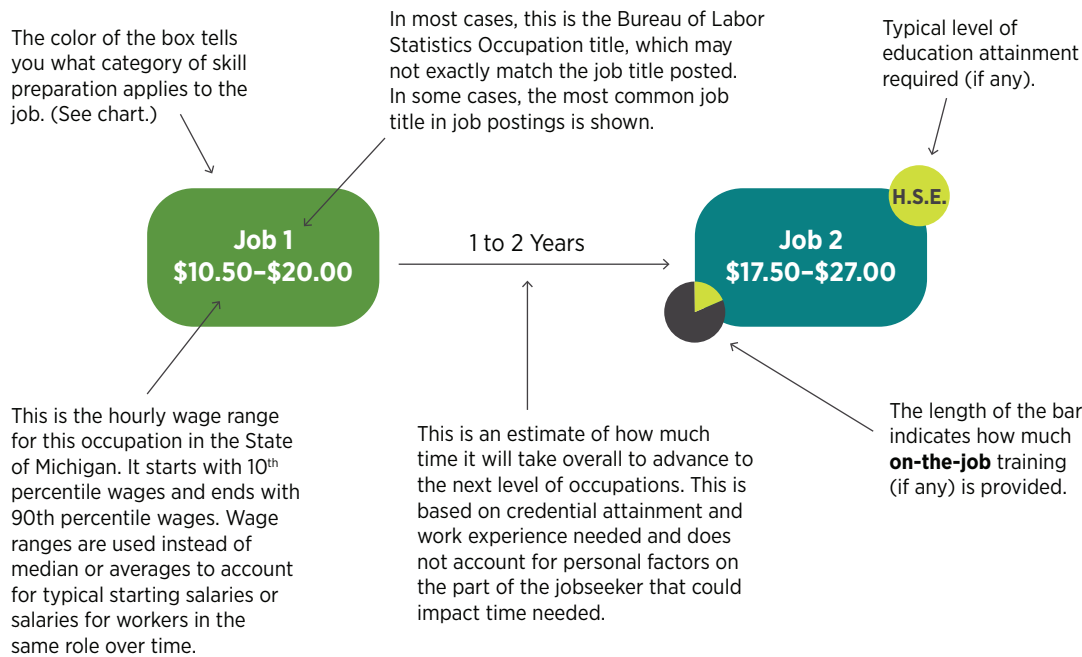 The color of the box tells
you what category of skill
preparation applies to the
job. (See chart.)
In most cases, this is the Bureau of Labor
Statistics Occupation title, which may
not exactly match the job title posted.
In some cases, the most common job
title in job postings is shown.
Typical level of
education attainment
required (if any).
Job 1
$10.50–$20.00
1 to 2 Years
H.S.E.
Job 2
$17.50–$27.00
This is the hourly wage range
for this occupation in the State
of Michigan. It starts with 10th
percentile wages and ends with
90th percentile wages. Wage
ranges are used instead of
median or averages to account
for typical starting salaries or
salaries for workers in the
same role over time.
This is an estimate of how much
time it will take overall to advance to
the next level of occupations. This is
based on credential attainment and
work experience needed and does
not account for personal factors on
the part of the jobseeker that could
impact time needed.
The length of the bar
indicates how much
on-the-job training
(if any) is provided.